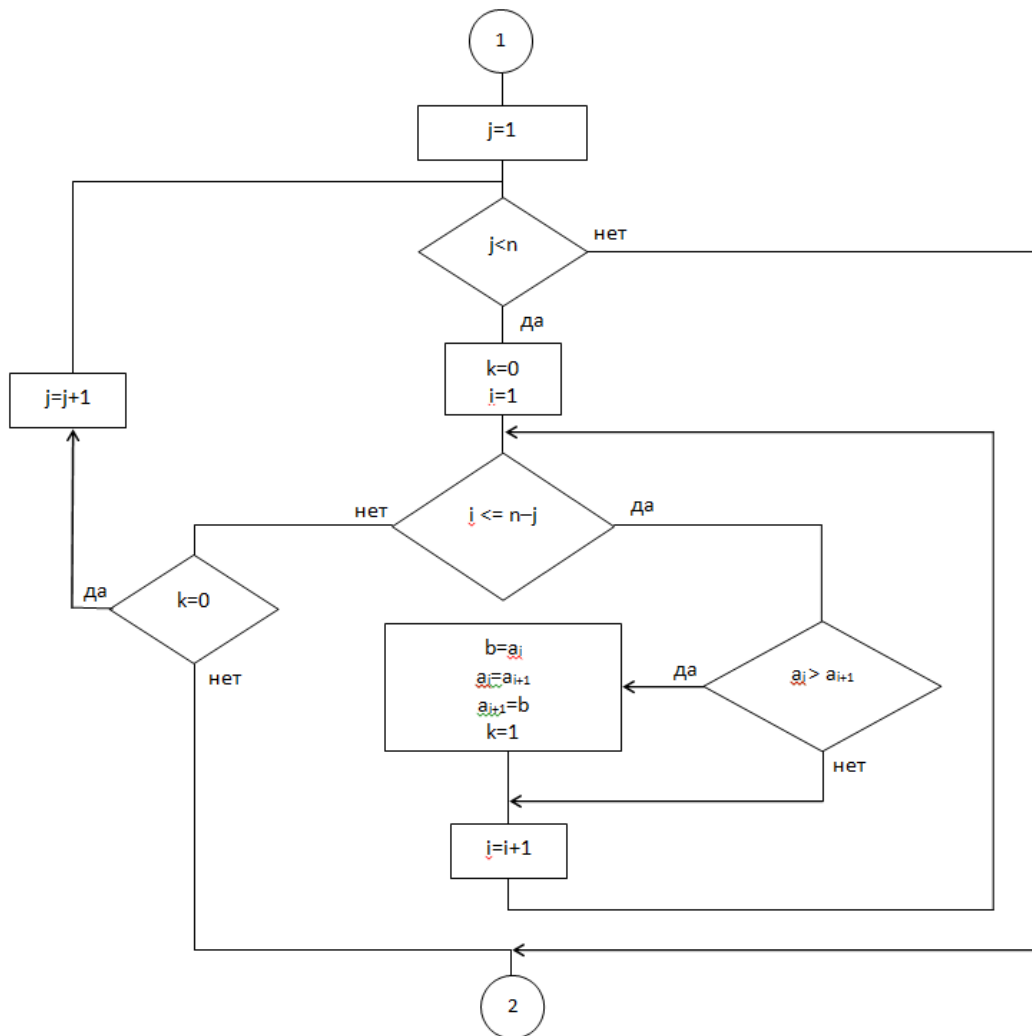 1
j=1
j<n
нет
да
k=0
i=1
j=j+1
нет
i <= n–j
да
да
k=0
нет
b=aᵢ
aᵢ=aᵢ₊₁
aᵢ₊₁=b
k=1
да
aᵢ> aᵢ₊₁
нет
i=i+1
2